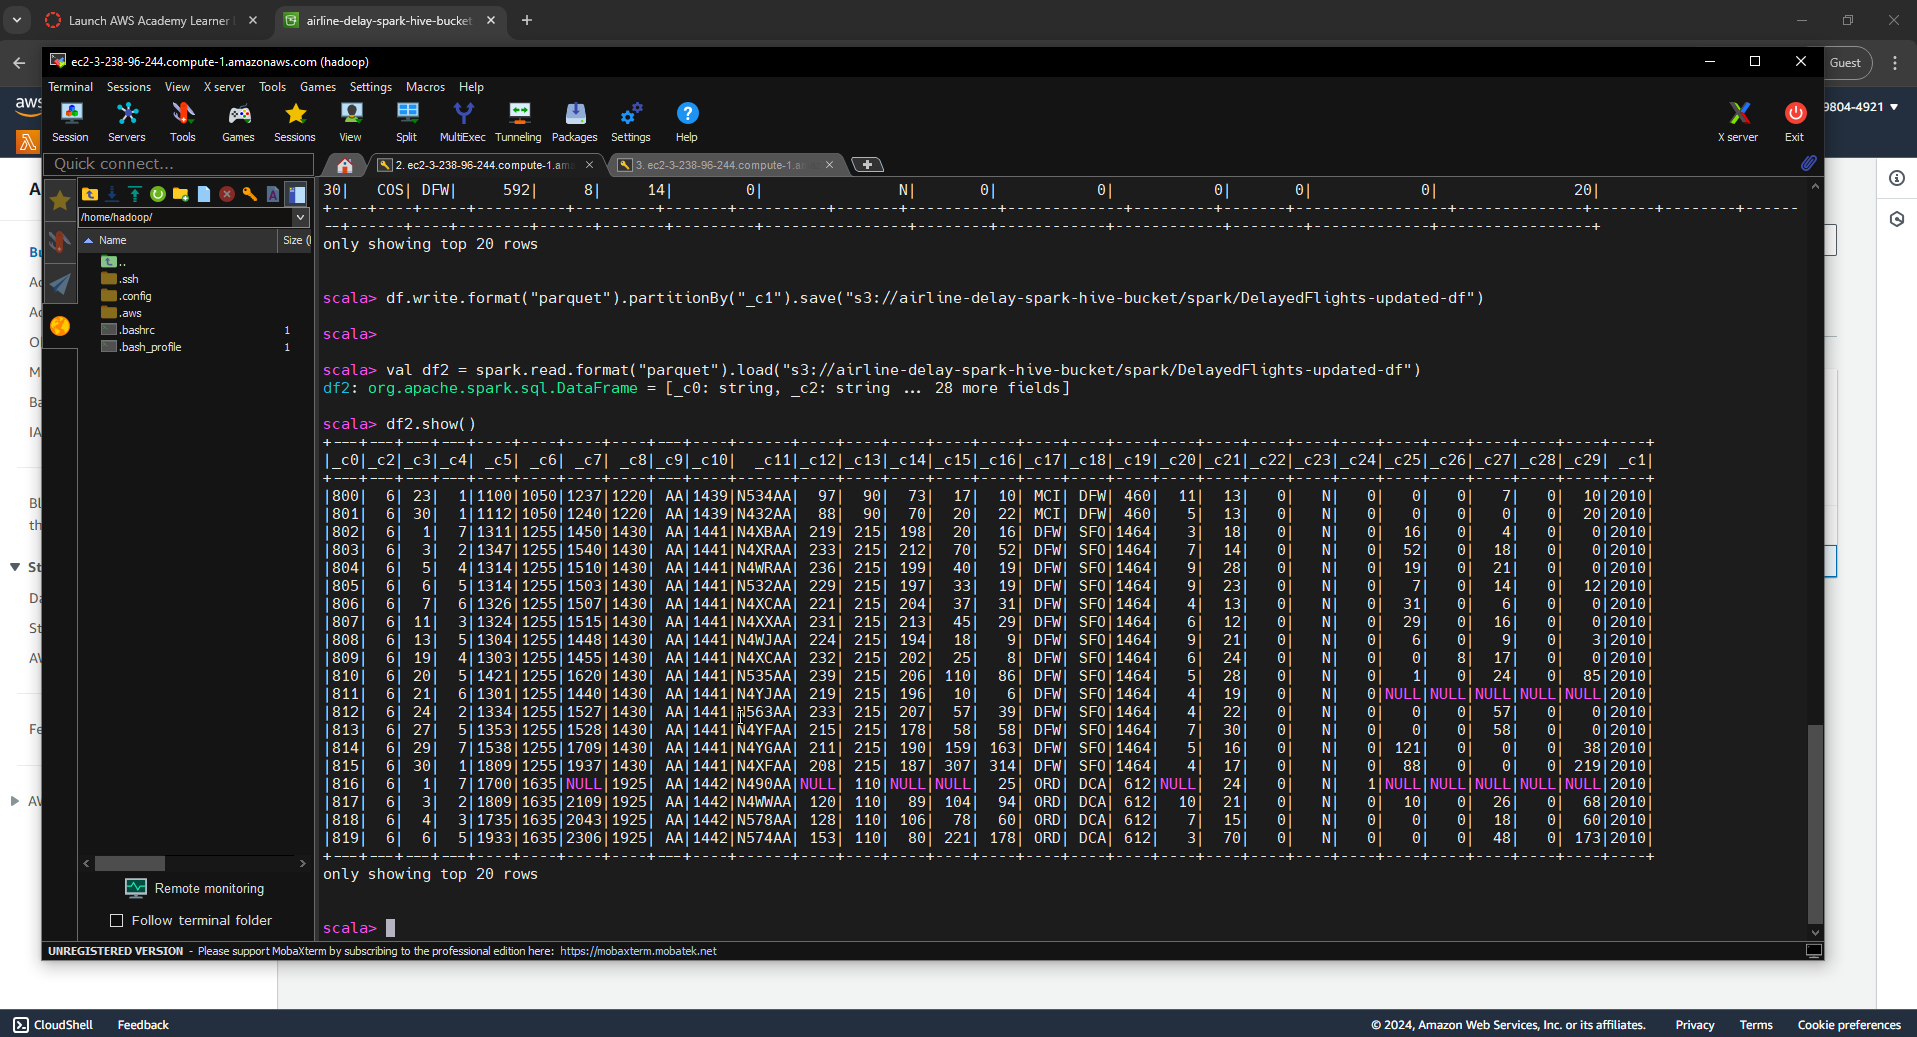 Launch AWS Academy Learner
airline-delay-spark-hive-bucket
Guest
ec2-3-238-96-244.compute-1.amazonaws.com (hadoop)
aws
9804-4921
Terminal Sessions View X server Tools Games Settings Macros Help
Session Servers Tools Games Sessions View Split MultiExec Tunneling Packages Settings Help X server Exit
Quick connect...
2. ec2-3-238-96-244.compute-1.am
3. ec2-3-238-96-244.compute-1.a
/home/hadoop/
Name Size (
..
.ssh
.config
.aws
.bashrc 1
.bash_profile 1
Remote monitoring
Follow terminal folder
30| COS| DFW| 592| 8| 14| 0| N| 0| 0| 0| 0| 0| 20|
only showing top 20 rows
scala> df.write.format("parquet").partitionBy("_c1").save("s3://airline-delay-spark-hive-bucket/spark/DelayedFlights-updated-df")
scala>
scala> val df2 = spark.read.format("parquet").load("s3://airline-delay-spark-hive-bucket/spark/DelayedFlights-updated-df")
df2: org.apache.spark.sql.DataFrame = [_c0: string, _c2: string ... 28 more fields]
scala> df2.show()
|_c0|_c2|_c3|_c4| _c5| _c6| _c7| _c8|_c9|_c10| _c11|_c12|_c13|_c14|_c15|_c16|_c17|_c18|_c19|_c20|_c21|_c22|_c23|_c24|_c25|_c26|_c27|_c28|_c29| _c1|
|800| 6| 23| 1|1100|1050|1237|1220| AA|1439|N534AA| 97| 90| 73| 17| 10| MCI| DFW| 460| 11| 13| 0| N| 0| 0| 0| 7| 0| 10|2010|
|801| 6| 30| 1|1112|1050|1240|1220| AA|1439|N432AA| 88| 90| 70| 20| 22| MCI| DFW| 460| 5| 13| 0| N| 0| 0| 0| 0| 0| 20|2010|
|802| 6| 1| 7|1311|1255|1450|1430| AA|1441|N4XBAA| 219| 215| 198| 20| 16| DFW| SFO|1464| 3| 18| 0| N| 0| 16| 0| 4| 0| 0|2010|
|803| 6| 3| 2|1347|1255|1540|1430| AA|1441|N4XRAA| 233| 215| 212| 70| 52| DFW| SFO|1464| 7| 14| 0| N| 0| 52| 0| 18| 0| 0|2010|
|804| 6| 5| 4|1314|1255|1510|1430| AA|1441|N4WRAA| 236| 215| 199| 40| 19| DFW| SFO|1464| 9| 28| 0| N| 0| 19| 0| 21| 0| 0|2010|
|805| 6| 6| 5|1314|1255|1503|1430| AA|1441|N532AA| 229| 215| 197| 33| 19| DFW| SFO|1464| 9| 23| 0| N| 0| 7| 0| 14| 0| 12|2010|
|806| 6| 7| 6|1326|1255|1507|1430| AA|1441|N4XCAA| 221| 215| 204| 37| 31| DFW| SFO|1464| 4| 13| 0| N| 0| 31| 0| 6| 0| 0|2010|
|807| 6| 11| 3|1324|1255|1515|1430| AA|1441|N4XXAA| 231| 215| 213| 45| 29| DFW| SFO|1464| 6| 12| 0| N| 0| 29| 0| 16| 0| 0|2010|
|808| 6| 13| 5|1304|1255|1448|1430| AA|1441|N4WJAA| 224| 215| 194| 18| 9| DFW| SFO|1464| 9| 21| 0| N| 0| 6| 0| 9| 0| 3|2010|
|809| 6| 19| 4|1303|1255|1455|1430| AA|1441|N4XCAA| 232| 215| 202| 25| 8| DFW| SFO|1464| 6| 24| 0| N| 0| 0| 8| 17| 0| 0|2010|
|810| 6| 20| 5|1421|1255|1620|1430| AA|1441|N535AA| 239| 215| 206| 110| 86| DFW| SFO|1464| 5| 28| 0| N| 0| 1| 0| 24| 0| 85|2010|
|811| 6| 21| 6|1301|1255|1440|1430| AA|1441|N4YJAA| 219| 215| 196| 10| 6| DFW| SFO|1464| 4| 19| 0| N| 0|NULL|NULL|NULL|NULL|NULL|2010|
|812| 6| 24| 2|1334|1255|1527|1430| AA|1441|N563AA| 233| 215| 207| 57| 39| DFW| SFO|1464| 4| 22| 0| N| 0| 0| 0| 57| 0| 0|2010|
|813| 6| 27| 5|1353|1255|1528|1430| AA|1441|N4YFAA| 215| 215| 178| 58| 58| DFW| SFO|1464| 7| 30| 0| N| 0| 0| 0| 58| 0| 0|2010|
|814| 6| 29| 7|1538|1255|1709|1430| AA|1441|N4YGAA| 211| 215| 190| 159| 163| DFW| SFO|1464| 5| 16| 0| N| 0| 121| 0| 0| 0| 38|2010|
|815| 6| 30| 1|1809|1255|1937|1430| AA|1441|N4XFAA| 208| 215| 187| 307| 314| DFW| SFO|1464| 4| 17| 0| N| 0| 88| 0| 0| 0| 219|2010|
|816| 6| 1| 7|1700|1635|NULL|1925| AA|1442|N490AA|NULL| 110|NULL|NULL| 25| ORD| DCA| 612|NULL| 24| 0| N| 1|NULL|NULL|NULL|NULL|NULL|2010|
|817| 6| 3| 2|1809|1635|2109|1925| AA|1442|N4WWAA| 120| 110| 89| 104| 94| ORD| DCA| 612| 10| 21| 0| N| 0| 10| 0| 26| 0| 68|2010|
|818| 6| 4| 3|1735|1635|2043|1925| AA|1442|N578AA| 128| 110| 106| 78| 60| ORD| DCA| 612| 7| 15| 0| N| 0| 0| 0| 18| 0| 60|2010|
|819| 6| 6| 5|1933|1635|2306|1925| AA|1442|N574AA| 153| 110| 80| 221| 178| ORD| DCA| 612| 3| 70| 0| N| 0| 0| 0| 48| 0| 173|2010|
only showing top 20 rows
scala>
UNREGISTERED VERSION - Please support MobaXterm by subscribing to the professional edition here: https://mobaxterm.mobatek.net
CloudShell Feedback © 2024, Amazon Web Services, Inc. or its affiliates. Privacy Terms Cookie preferences